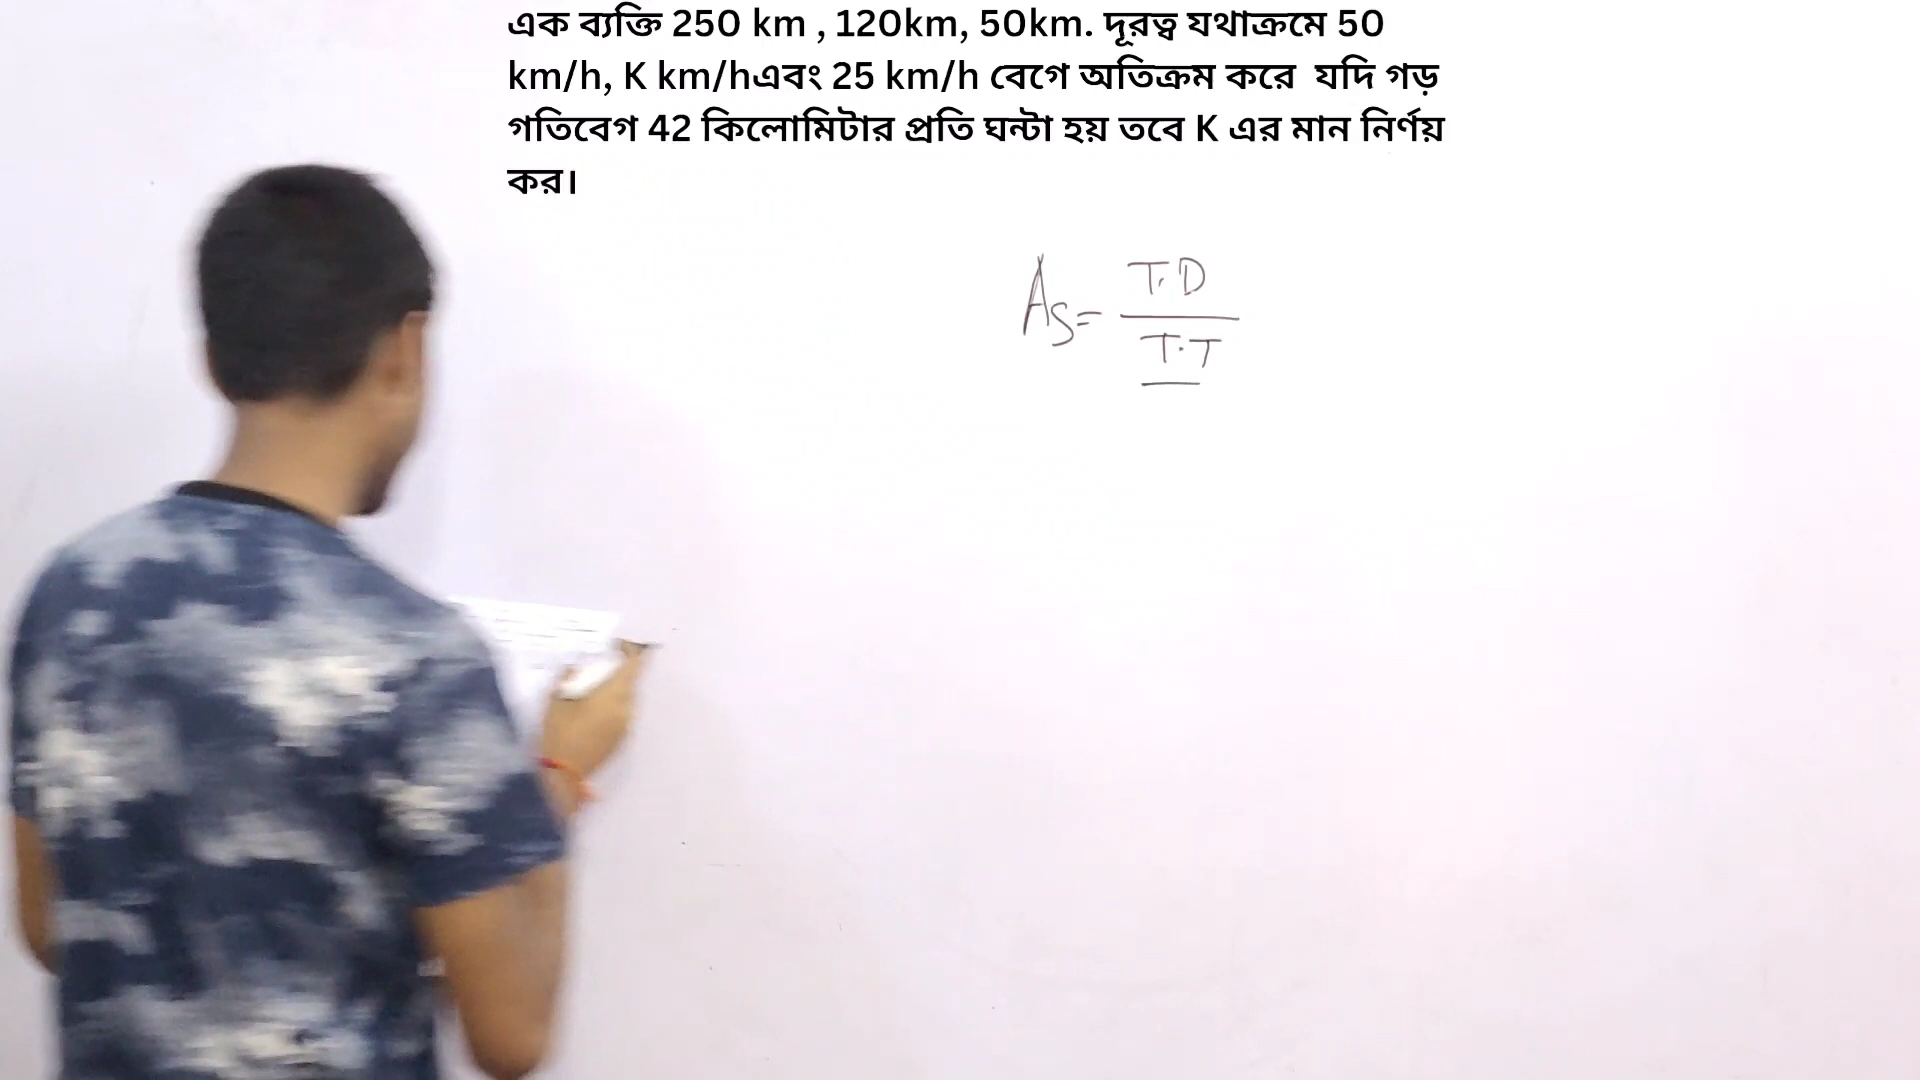 এক ব্যক্তি 250 km , 120km, 50km. দূরত্ব যথাক্রমে 50
km/h, K km/hএবং 25 km/h বেগে অতিক্রম করে যদি গড়
গতিবেগ 42 কিলোমিটার প্রতি ঘন্টা হয় তবে K এর মান নির্ণয়
কর।
T.D
As=
T.T